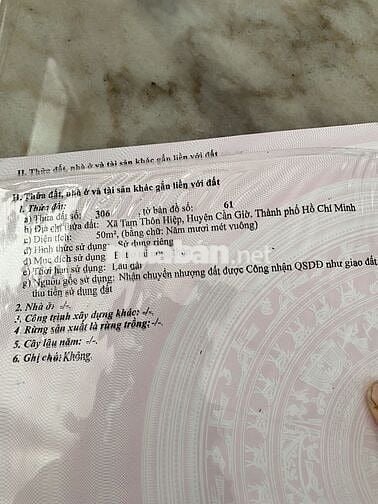 II. Thửa đất, nhà ở và tài sản khác gắn liền với đất
II. Thửa đất, nhà ở và tài sản khác gắn liền với đất
1. Thửa đất:
a) Thửa đất số: 306 ; tờ bản đồ số: 61
b) Địa chỉ thửa đất: Xã Tam Thôn Hiệp, Huyện Cần Giờ, Thành phố Hồ Chí Minh
c) Diện tích: 50m², (bằng chữ: Năm mươi mét vuông)
d) Hình thức sử dụng: Sử dụng riêng
đ) Mục đích sử dụng:
e) Thời hạn sử dụng: Lâu dài
g) Nguồn gốc sử dụng: Nhận chuyển nhượng đất được Công nhận QSDĐ như giao đất
thu tiền sử dụng đất
2. Nhà ở: -/-.
3. Công trình xây dựng khác: -/-.
4. Rừng sản xuất là rừng trồng: -/-.
5. Cây lâu năm: -/-.
6. Ghi chú: Không.